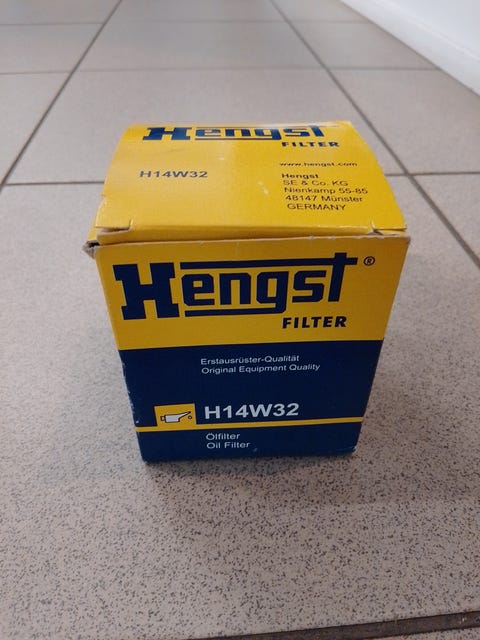 Hengst
FILTER
www.hengst.com
H14W32
Hengst
SE & Co. KG
Nienkamp 55-85
48147 Münster
GERMANY
Hengst®
FILTER
Erstausrüster-Qualität
Original Equipment Quality
H14W32
Ölfilter
Oil Filter